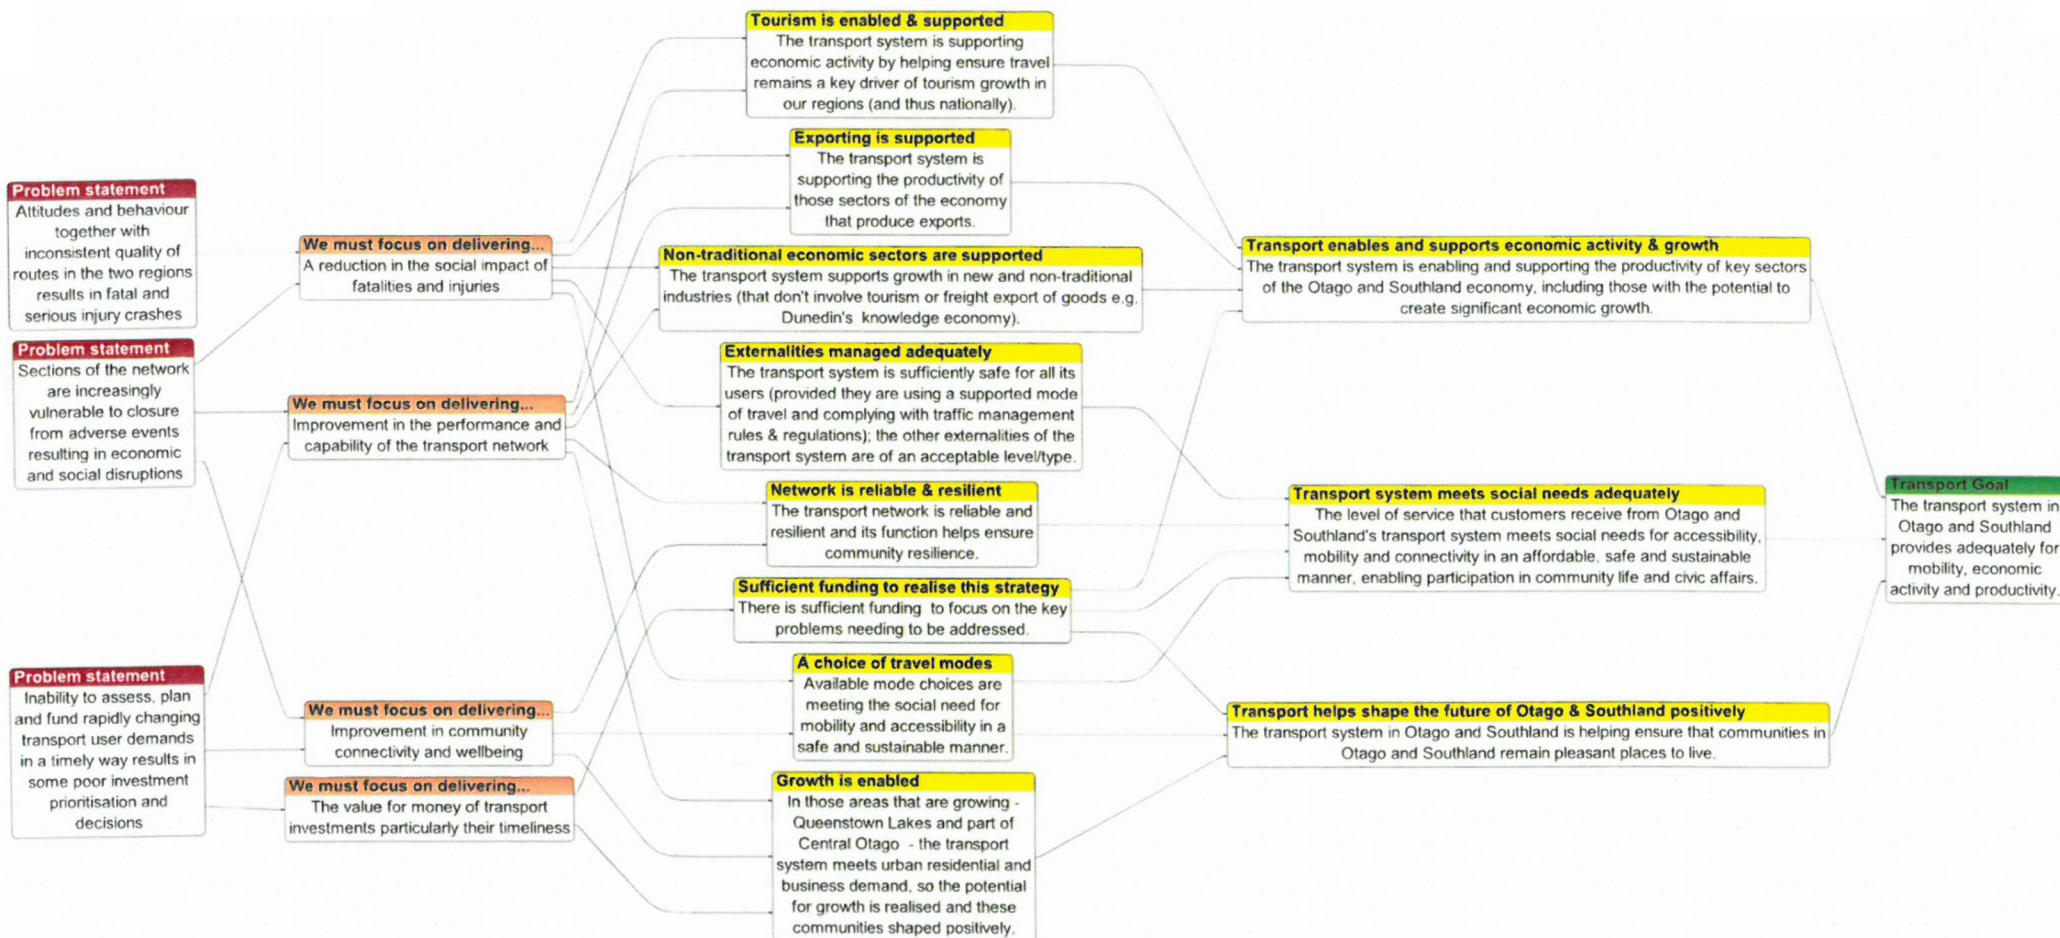 Problem statement
Attitudes and behaviour
together with
inconsistent quality of
routes in the two regions
results in fatal and
serious injury crashes
Problem statement
Sections of the network
are increasingly
vulnerable to closure
from adverse events
resulting in economic
and social disruptions
Problem statement
Inability to assess, plan
and fund rapidly changing
transport user demands
in a timely way results in
some poor investment
prioritisation and
decisions
We must focus on delivering...
A reduction in the social impact of
fatalities and injuries
We must focus on delivering...
Improvement in the performance and
capability of the transport network
We must focus on delivering...
Improvement in community
connectivity and wellbeing
We must focus on delivering...
The value for money of transport
investments particularly their timeliness
Tourism is enabled & supported
The transport system is supporting
economic activity by helping ensure travel
remains a key driver of tourism growth in
our regions (and thus nationally).
Exporting is supported
The transport system is
supporting the productivity of
those sectors of the economy
that produce exports.
Non-traditional economic sectors are supported
The transport system supports growth in new and non-traditional
industries (that don't involve tourism or freight export of goods e.g.
Dunedin's knowledge economy).
Externalities managed adequately
The transport system is sufficiently safe for all its
users (provided they are using a supported mode
of travel and complying with traffic management
rules & regulations); the other externalities of the
transport system are of an acceptable level/type.
Network is reliable & resilient
The transport network is reliable and
resilient and its function helps ensure
community resilience.
Sufficient funding to realise this strategy
There is sufficient funding to focus on the key
problems needing to be addressed.
A choice of travel modes
Available mode choices are
meeting the social need for
mobility and accessibility in a
safe and sustainable manner.
Growth is enabled
In those areas that are growing -
Queenstown Lakes and part of
Central Otago - the transport
system meets urban residential and
business demand, so the potential
for growth is realised and these
communities shaped positively.
Transport enables and supports economic activity & growth
The transport system is enabling and supporting the productivity of key sectors
of the Otago and Southland economy, including those with the potential to
create significant economic growth.
Transport system meets social needs adequately
The level of service that customers receive from Otago and
Southland's transport system meets social needs for accessibility,
mobility and connectivity in an affordable, safe and sustainable
manner, enabling participation in community life and civic affairs.
Transport helps shape the future of Otago & Southland positively
The transport system in Otago and Southland is helping ensure that communities in
Otago and Southland remain pleasant places to live.
Transport Goal
The transport system in
Otago and Southland
provides adequately for
mobility, economic
activity and productivity.